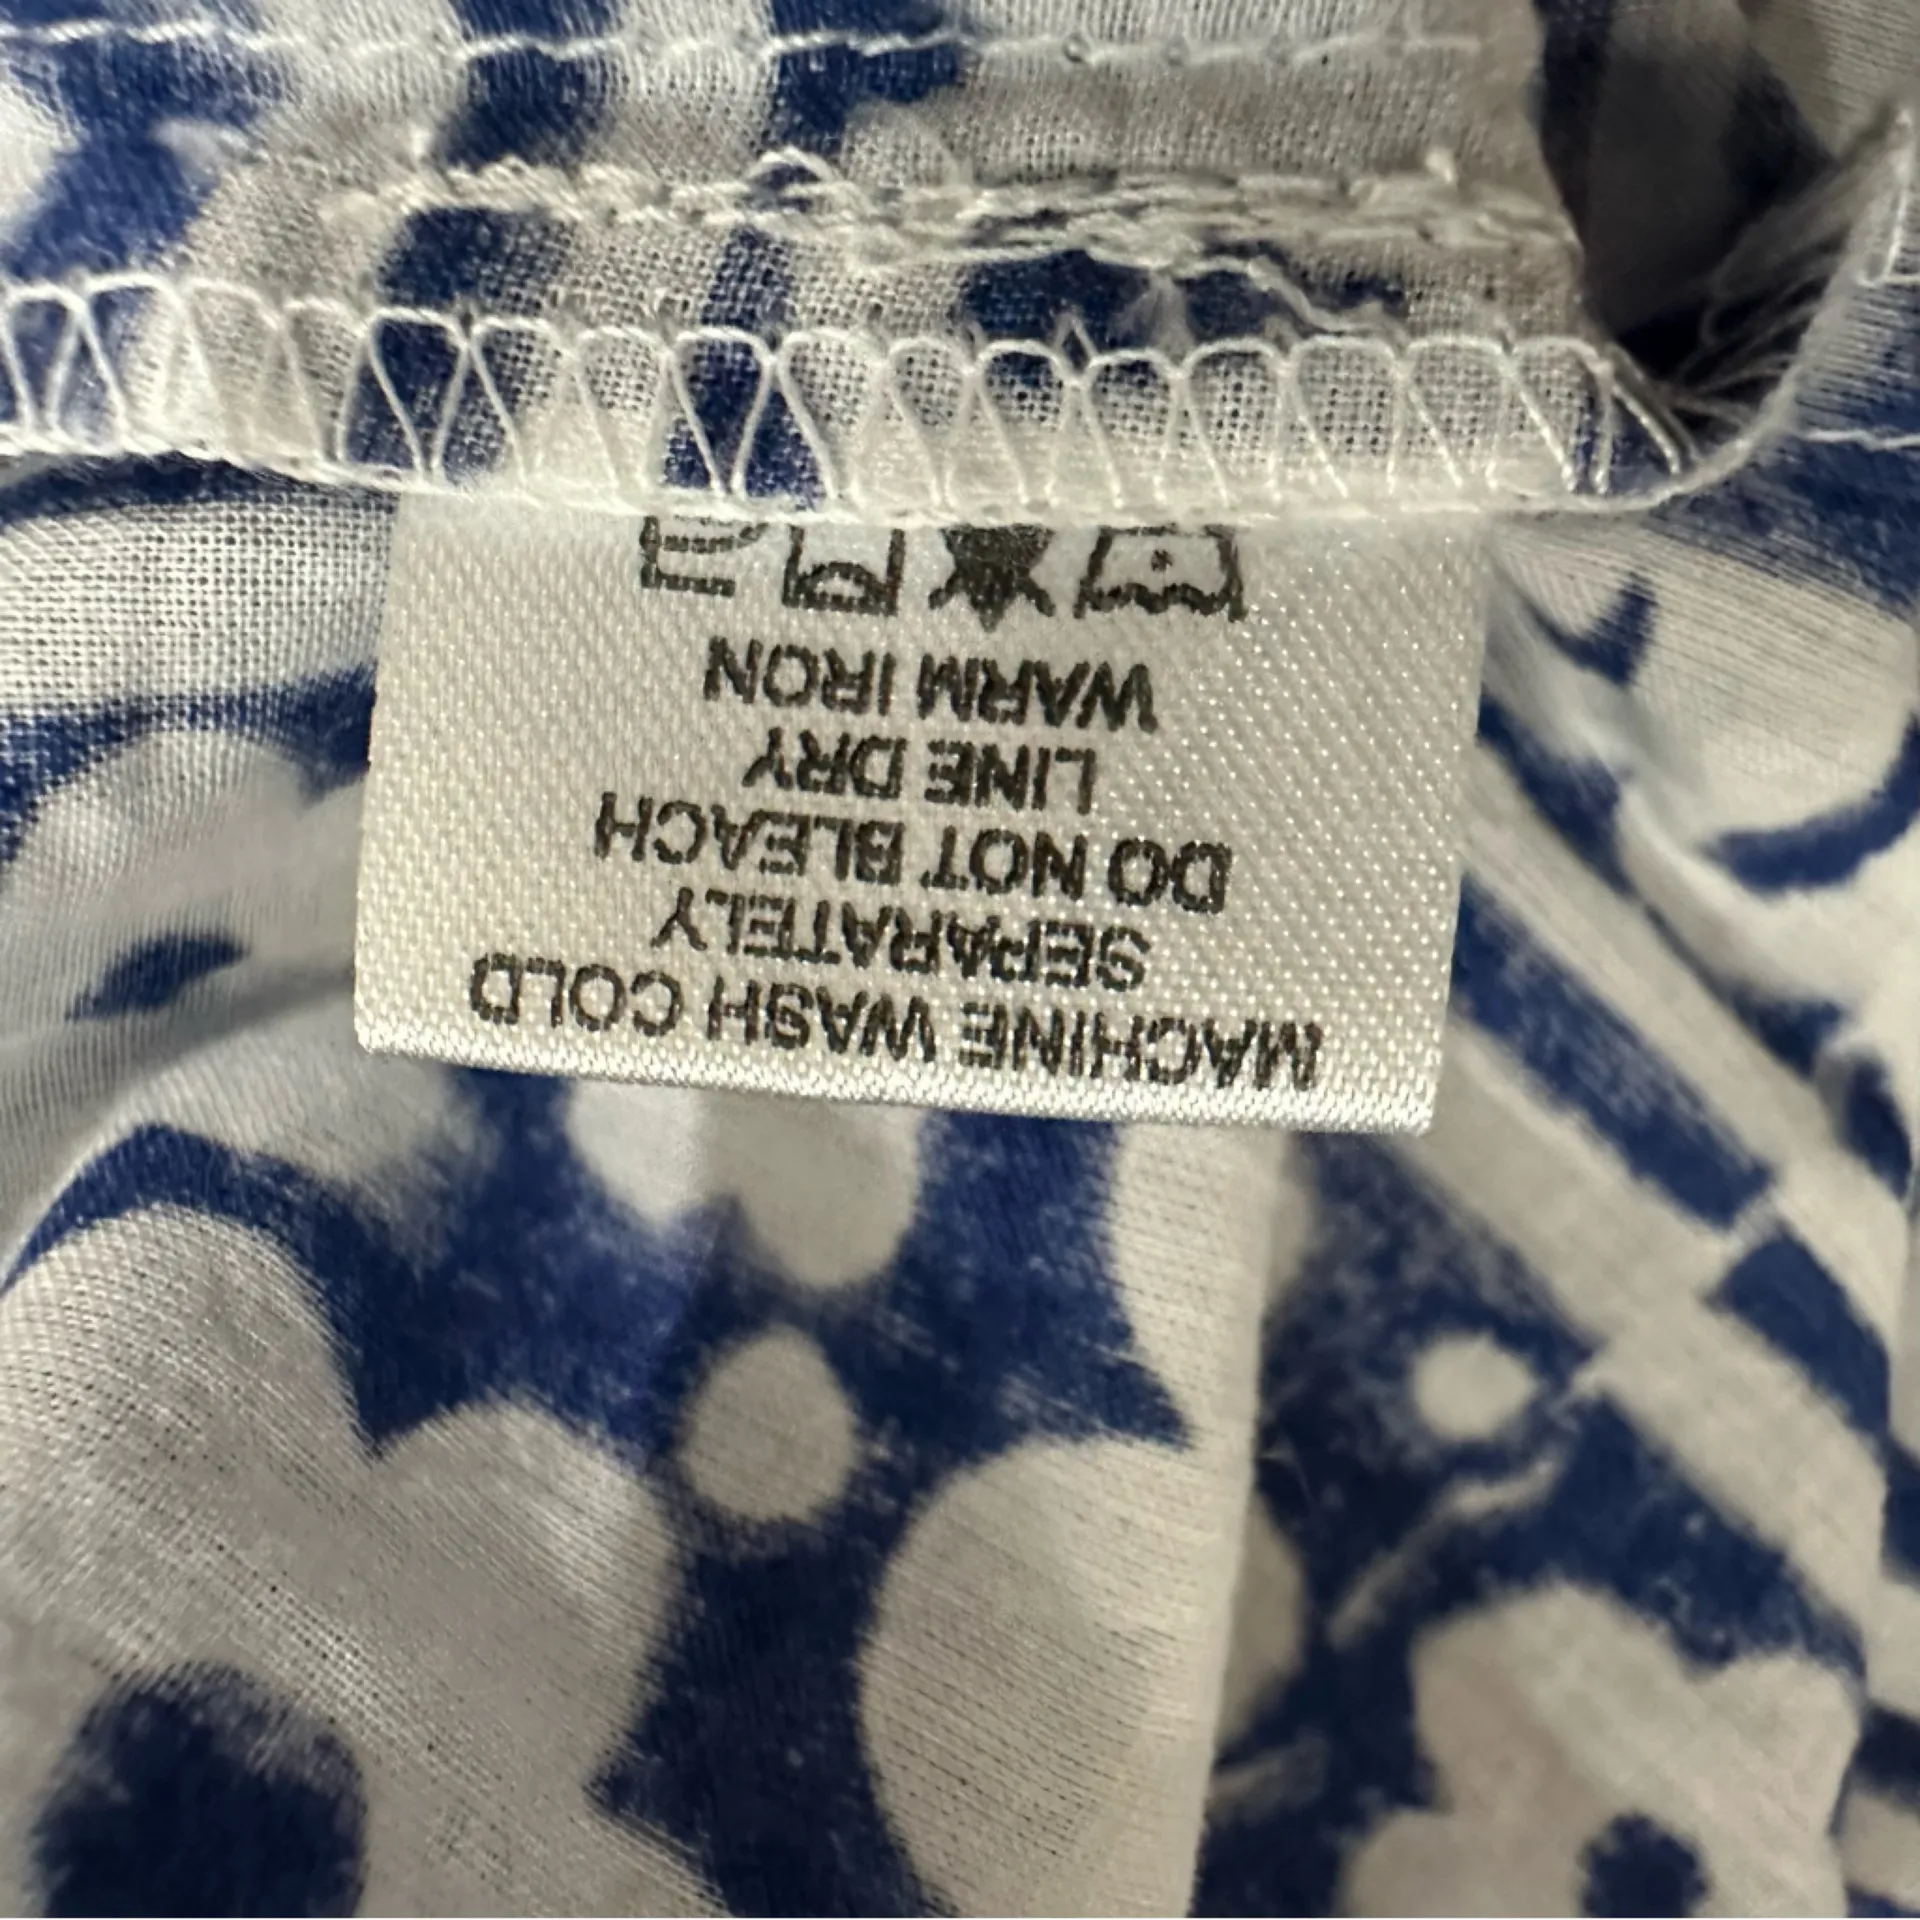 MACHINE WASH COLD
SEPARATELY
DO NOT BLEACH
LINE DRY
WARM IRON